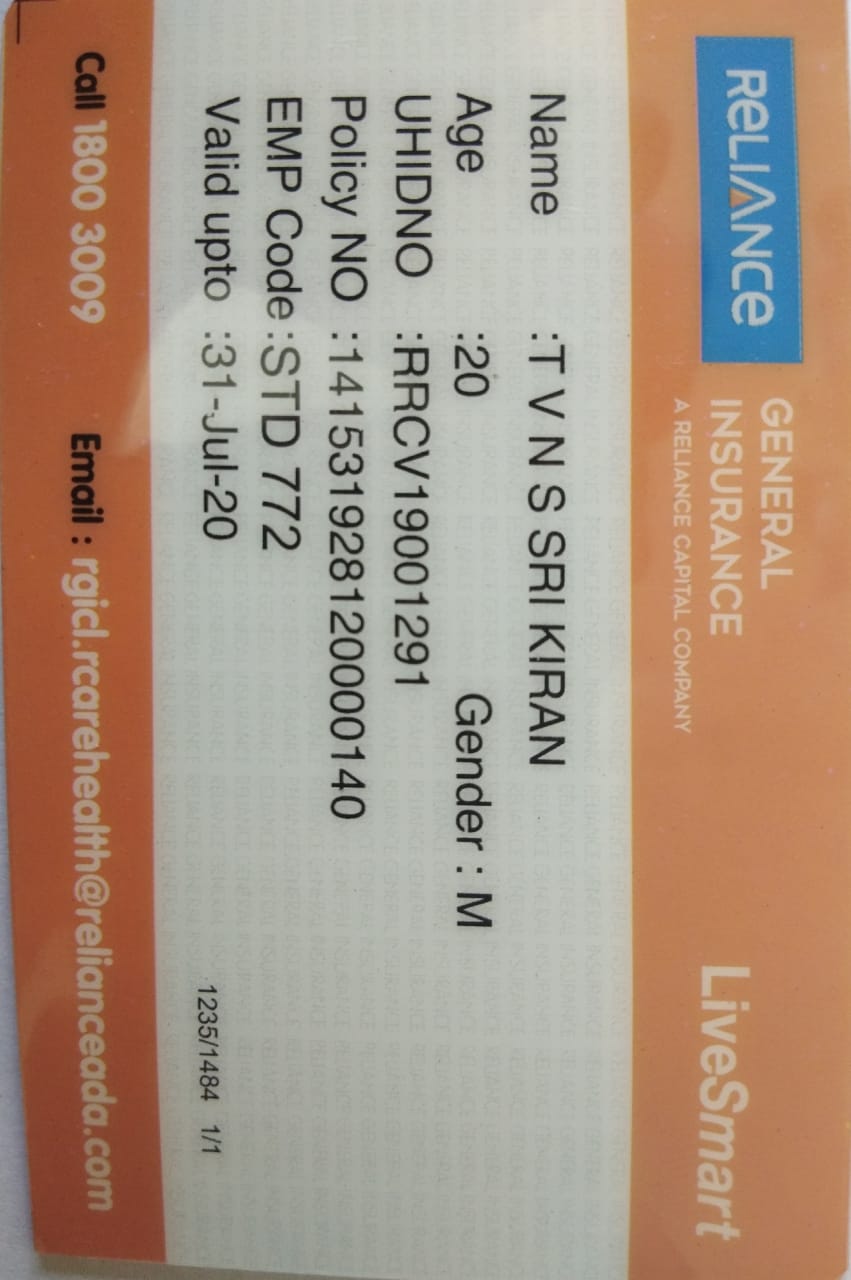 RELIANCE
GENERAL
INSURANCE
A RELIANCE CAPITAL COMPANY
LiveSmart
Name :T V N S SRI KIRAN
Age :20 Gender : M
UHIDNO :RRCV19001291
Policy NO :141531928120000140
EMP Code :STD 772
Valid upto :31-Jul-20
1235/1484 1/1
Call 1800 3009 Email : rgicl.rcarehealth@relianceada.com